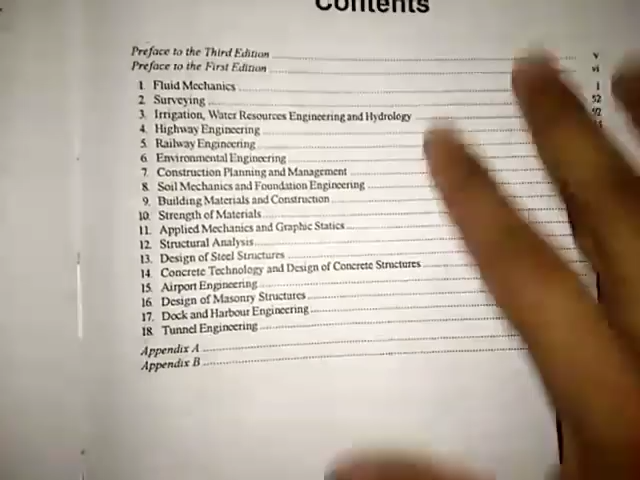 Contents
Preface to the Third Edition v
Preface to the First Edition vi
1. Fluid Mechanics 1
2. Surveying 52
3. Irrigation, Water Resources Engineering and Hydrology 92
4. Highway Engineering
5. Railway Engineering
6. Environmental Engineering
7. Construction Planning and Management
8. Soil Mechanics and Foundation Engineering
9. Building Materials and Construction
10. Strength of Materials
11. Applied Mechanics and Graphic Statics
12. Structural Analysis
13. Design of Steel Structures
14. Concrete Technology and Design of Concrete Structures
15. Airport Engineering
16. Design of Masonry Structures
17. Dock and Harbour Engineering
18. Tunnel Engineering
Appendix A
Appendix B